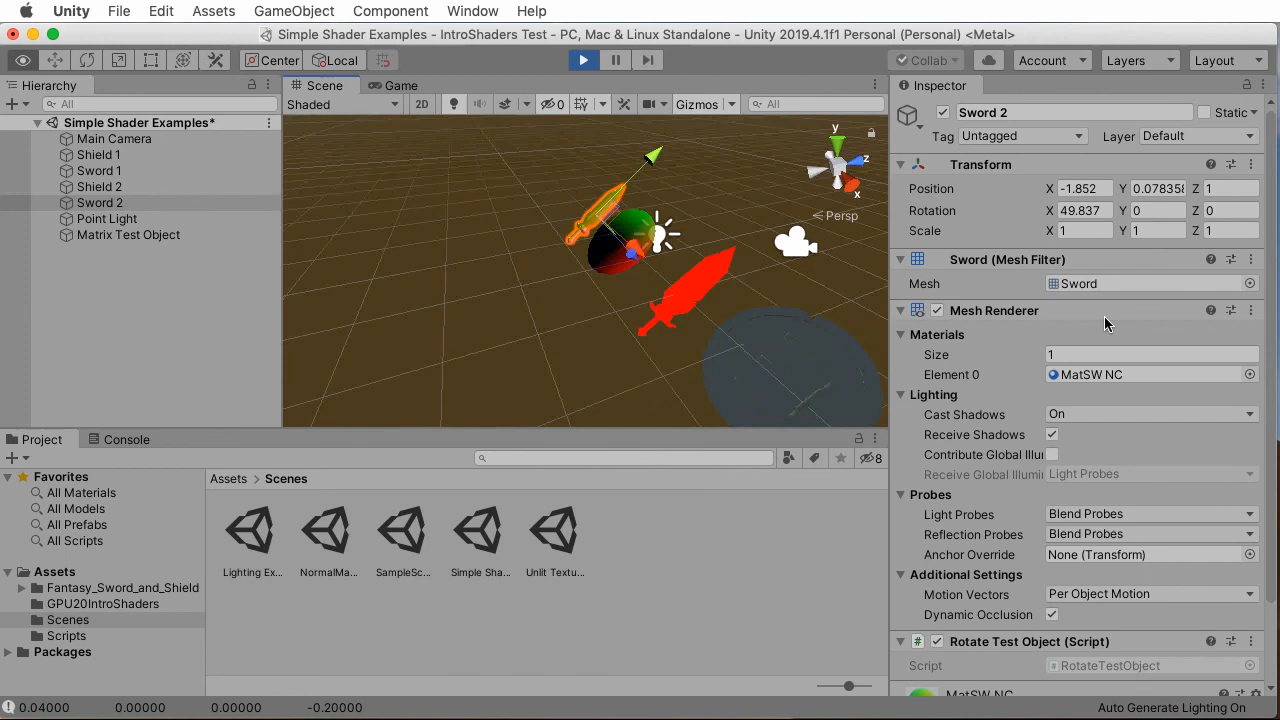 Unity File Edit Assets GameObject Component Window Help
Simple Shader Examples - IntroShaders Test - PC, Mac & Linux Standalone - Unity 2019.4.1f1 Personal (Personal) <Metal>
Center Local Collab Account Layers Layout
Hierarchy
All
Simple Shader Examples*
Main Camera
Shield 1
Sword 1
Shield 2
Sword 2
Point Light
Matrix Test Object
Scene Game
Shaded 2D 0 Gizmos All
y
z
x
Persp
Inspector
Sword 2 Static
Tag Untagged Layer Default
Transform
Position X -1.852 Y 0.078358 Z 1
Rotation X 49.837 Y 0 Z 0
Scale X 1 Y 1 Z 1
Sword (Mesh Filter)
Mesh Sword
Mesh Renderer
Materials
Size 1
Element 0 MatSW NC
Lighting
Cast Shadows On
Receive Shadows
Contribute Global Illui
Receive Global Illumi Light Probes
Probes
Light Probes Blend Probes
Reflection Probes Blend Probes
Anchor Override None (Transform)
Additional Settings
Motion Vectors Per Object Motion
Dynamic Occlusion
Rotate Test Object (Script)
Script RotateTestObject
MatSW NC
Project Console
8
Favorites
All Materials
All Models
All Prefabs
All Scripts
Assets
Fantasy_Sword_and_Shield
GPU20IntroShaders
Scenes
Scripts
Packages
Assets > Scenes
Lighting Ex... NormalMa... SampleSc... Simple Sha... Unlit Textu...
0.04000 0.00000 0.00000 -0.20000
Auto Generate Lighting On